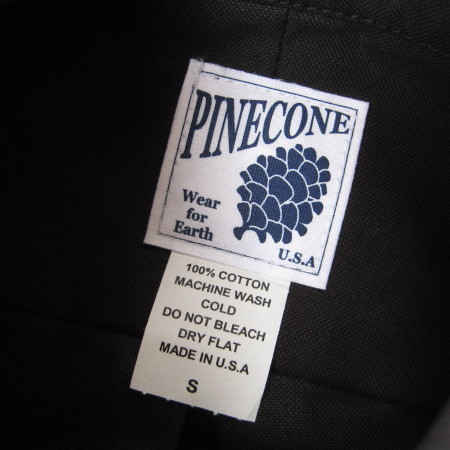 PINECONE
Wear
for
Earth
U.S.A
100% COTTON
MACHINE WASH
COLD
DO NOT BLEACH
DRY FLAT
MADE IN U.S.A
S